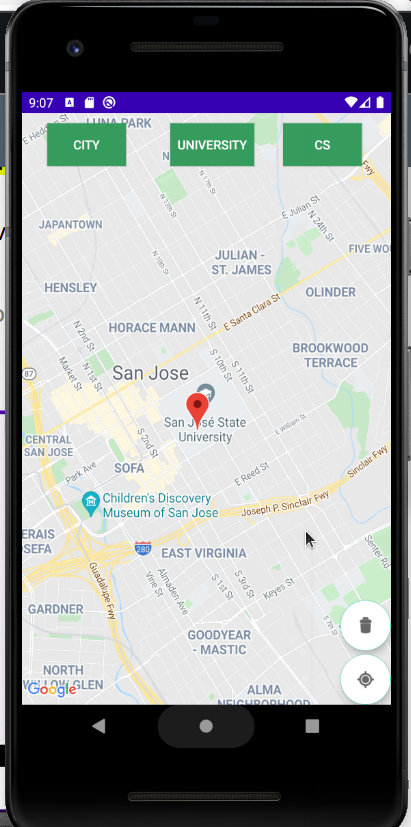 9:07
LUNA PARK
CITY
UNIVERSITY
CS
N 17th St
E Julian St
N 24th St
JAPANTOWN
JULIAN -
ST. JAMES
FIVE WOU
HENSLEY
N 11th St
OLINDER
E Santa Clara St
N 2nd St
N 1st St
Market St
HORACE MANN
BROOKWOOD
TERRACE
87
San Jose
S 10th St
S 11th St
San José State
University
E William St
S 2nd St
CENTRAL
SAN JOSE
SOFA
Park Ave
E Reed St
Sinclair Fwy
Children's Discovery
Museum of San Jose
Joseph P. Sinclair Fwy
ERAIS
OSEFA
280
EAST VIRGINIA
Senter Rd
Guadalupe Fwy
Vine St
Almaden Ave
S 1st St
S 3rd St
Keyes St
GARDNER
S 7th St
GOODYEAR
- MASTIC
NORTH
WILLOW GLEN
Google
ALMA
NEIGHBORHOOD